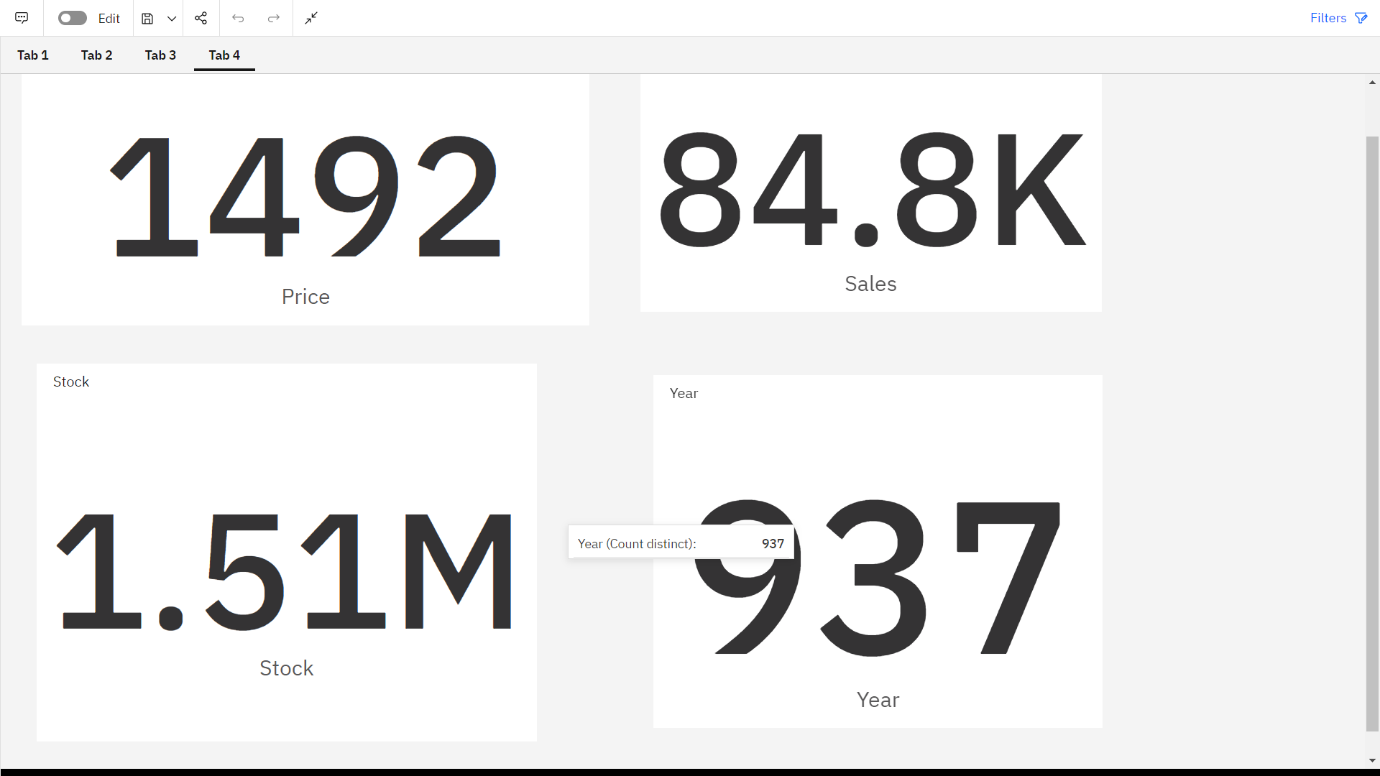 Edit
Filters
Tab 1
Tab 2
Tab 3
Tab 4
1492
Price
84.8K
Sales
Stock
1.51M
Stock
Year
937
Year (Count distinct): 937
Year